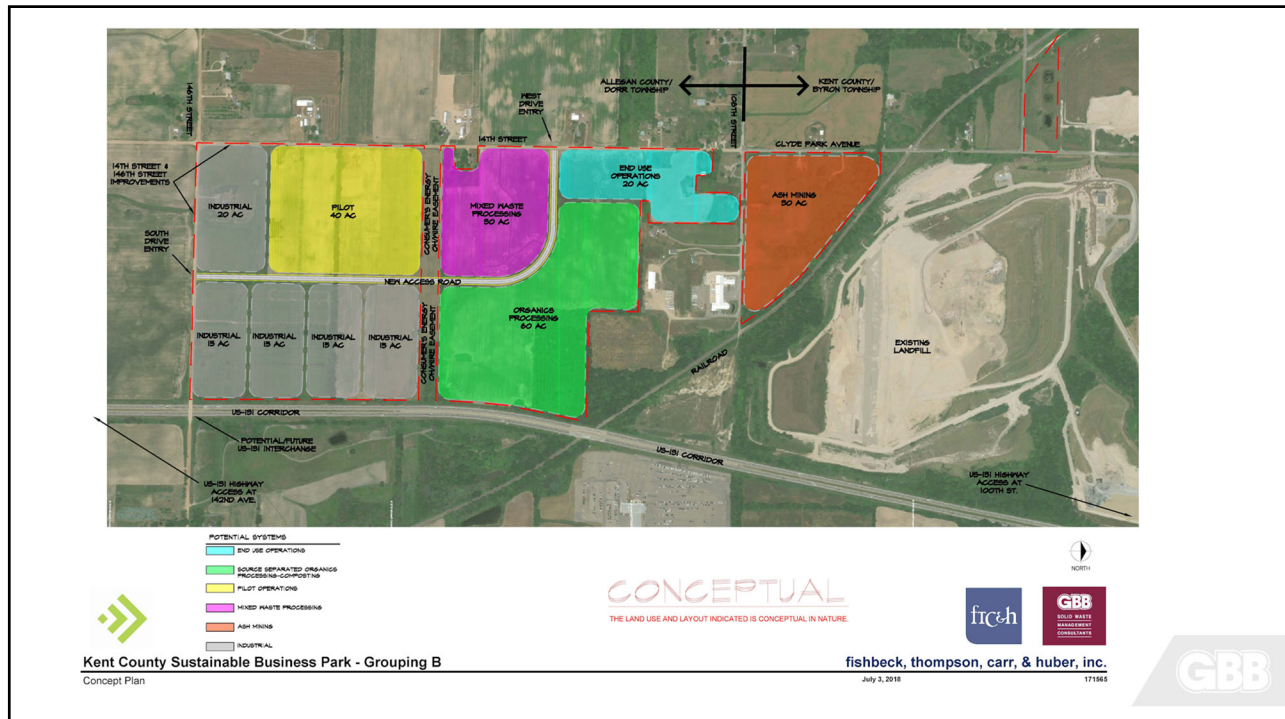 ALLEGAN COUNTY/
DORR TOWNSHIP
KENT COUNTY/
BYRON TOWNSHIP
146TH STREET
WEST
DRIVE
ENTRY
108TH STREET
14TH STREET
CLYDE PARK AVENUE
14TH STREET &
146TH STREET
IMPROVEMENTS
INDUSTRIAL
20 AC
PILOT
40 AC
CONSUMER'S ENERGY
OH/WIRE EASEMENT
MIXED WASTE
PROCESSING
30 AC
END USE
OPERATIONS
20 AC
ASH MINING
30 AC
SOUTH
DRIVE
ENTRY
NEW ACCESS ROAD
INDUSTRIAL
15 AC
INDUSTRIAL
15 AC
INDUSTRIAL
15 AC
INDUSTRIAL
15 AC
CONSUMER'S ENERGY
OH/WIRE EASEMENT
ORGANICS
PROCESSING
60 AC
RAILROAD
EXISTING
LANDFILL
US-131 CORRIDOR
POTENTIAL/FUTURE
US-131 INTERCHANGE
US-131 CORRIDOR
US-131 HIGHWAY
ACCESS AT
142ND AVE.
US-131 HIGHWAY
ACCESS AT
100TH ST.
POTENTIAL SYSTEMS
END USE OPERATIONS
SOURCE SEPARATED ORGANICS
PROCESSING-COMPOSTING
PILOT OPERATIONS
MIXED WASTE PROCESSING
ASH MINING
INDUSTRIAL
NORTH
CONCEPTUAL
THE LAND USE AND LAYOUT INDICATED IS CONCEPTUAL IN NATURE.
ftc&h
GBB
SOLID WASTE
MANAGEMENT
CONSULTANTS
Kent County Sustainable Business Park - Grouping B
fishbeck, thompson, carr, & huber, inc.
Concept Plan
July 3, 2018
171565
GBB